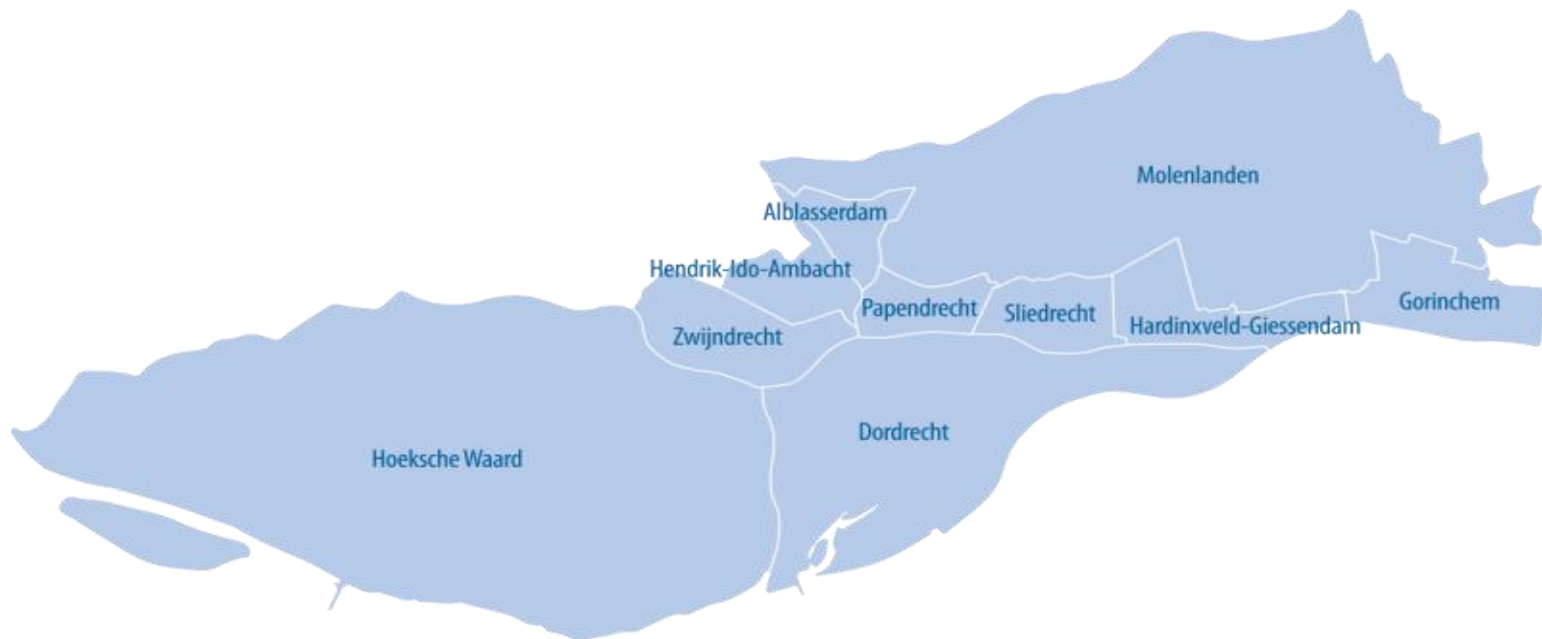 Molenlanden
Alblasserdam
Hendrik-Ido-Ambacht
Papendrecht
Sliedrecht
Gorinchem
Hardinxveld-Giessendam
Zwijndrecht
Dordrecht
Hoeksche Waard